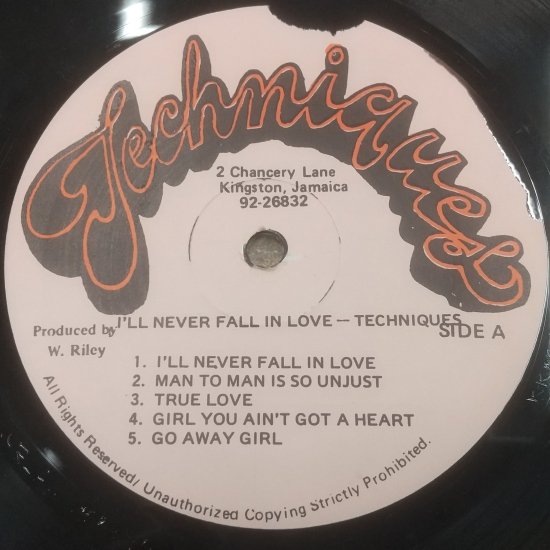 Techniques
2 Chancery Lane
Kingston, Jamaica
92-26832
I'LL NEVER FALL IN LOVE — TECHNIQUES
Produced by
W. Riley
SIDE A
1. I'LL NEVER FALL IN LOVE
2. MAN TO MAN IS SO UNJUST
3. TRUE LOVE
4. GIRL YOU AIN'T GOT A HEART
5. GO AWAY GIRL
All Rights Reserved/ Unauthorized Copying Strictly Prohibited.